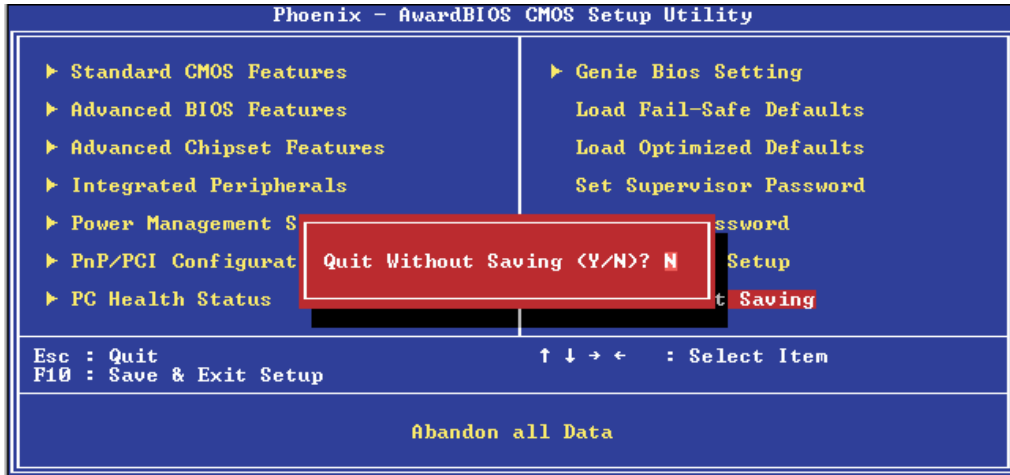 Phoenix - AwardBIOS CMOS Setup Utility
Standard CMOS Features
Advanced BIOS Features
Advanced Chipset Features
Integrated Peripherals
Power Management S
PnP/PCI Configurat
PC Health Status
Genie Bios Setting
Load Fail-Safe Defaults
Load Optimized Defaults
Set Supervisor Password
ssword
Setup
t Saving
Quit Without Saving (Y/N)? N
Esc : Quit
F10 : Save & Exit Setup
↑ ↓ → ← : Select Item
Abandon all Data